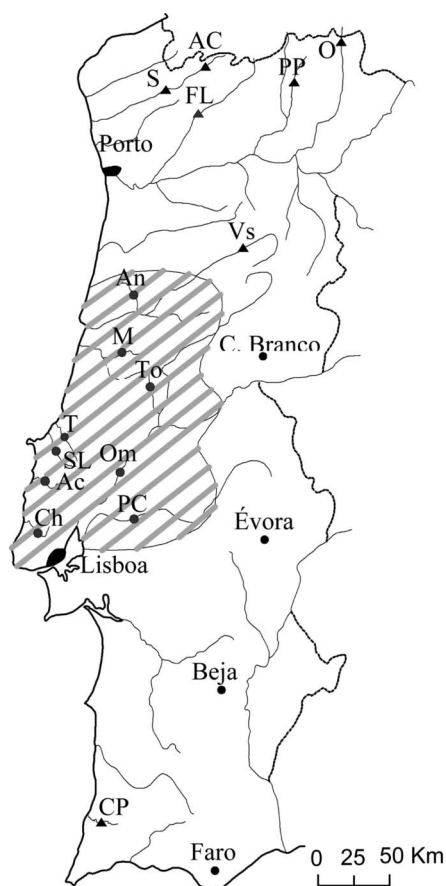 AC
O
S
PP
FL
Porto
Vs
An
M
C. Branco
To
T
Om
SL
Ac
PC
Ch
Évora
Lisboa
Beja
CP
Faro
0 25 50 Km